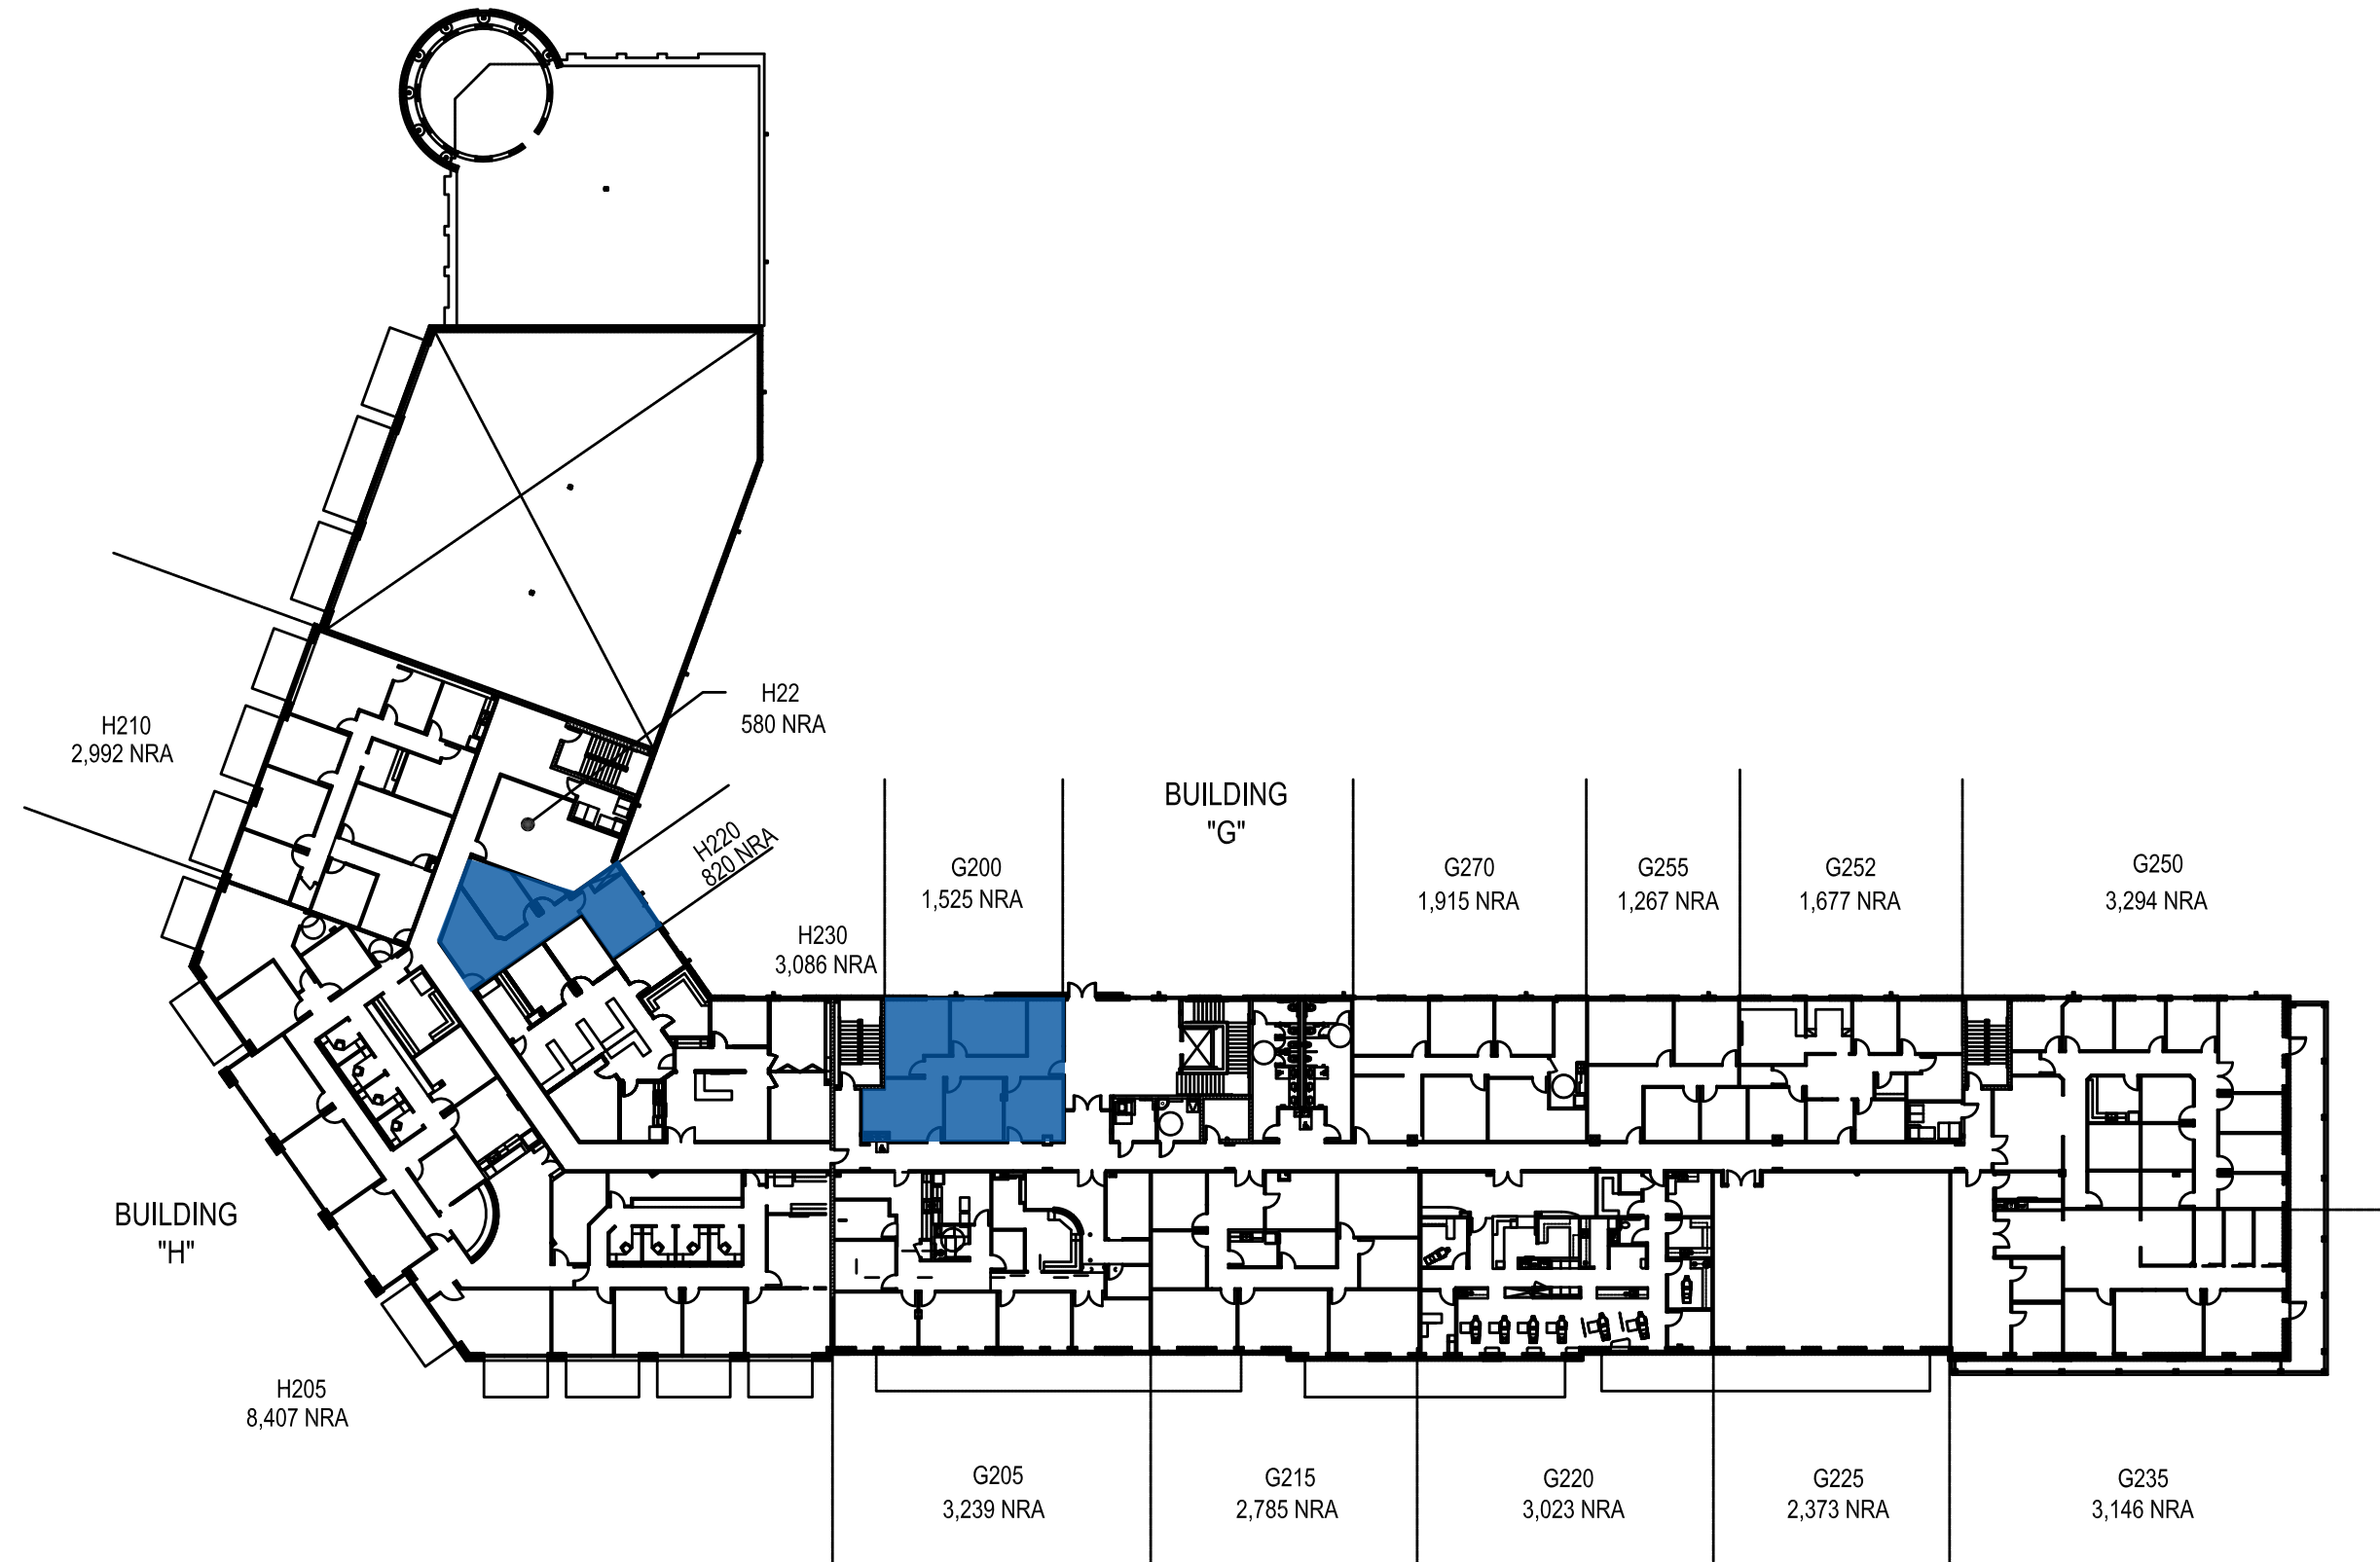 H22
580 NRA
H210
2,992 NRA
H220
820 NRA
BUILDING
"G"
G200
1,525 NRA
G270
1,915 NRA
G255
1,267 NRA
G252
1,677 NRA
G250
3,294 NRA
H230
3,086 NRA
BUILDING
"H"
H205
8,407 NRA
G205
3,239 NRA
G215
2,785 NRA
G220
3,023 NRA
G225
2,373 NRA
G235
3,146 NRA